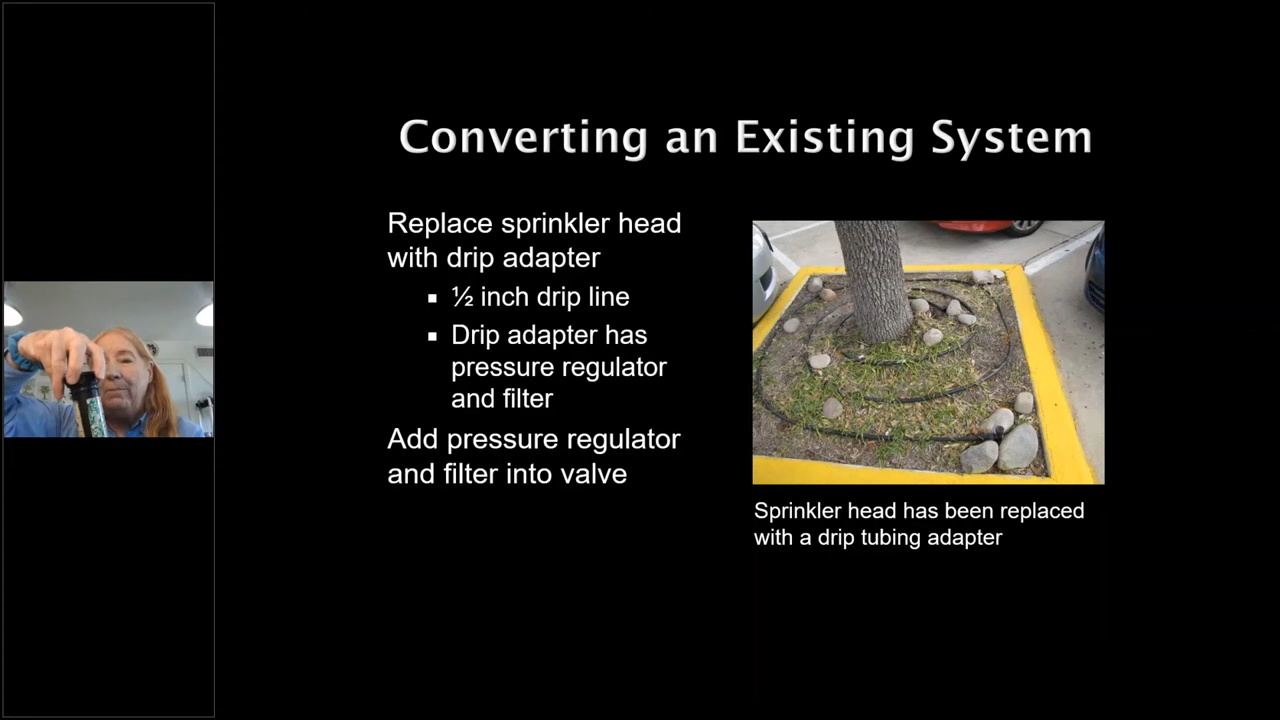 Converting an Existing System
Replace sprinkler head
with drip adapter
▪ ½ inch drip line
▪ Drip adapter has
pressure regulator
and filter
Add pressure regulator
and filter into valve
Sprinkler head has been replaced
with a drip tubing adapter